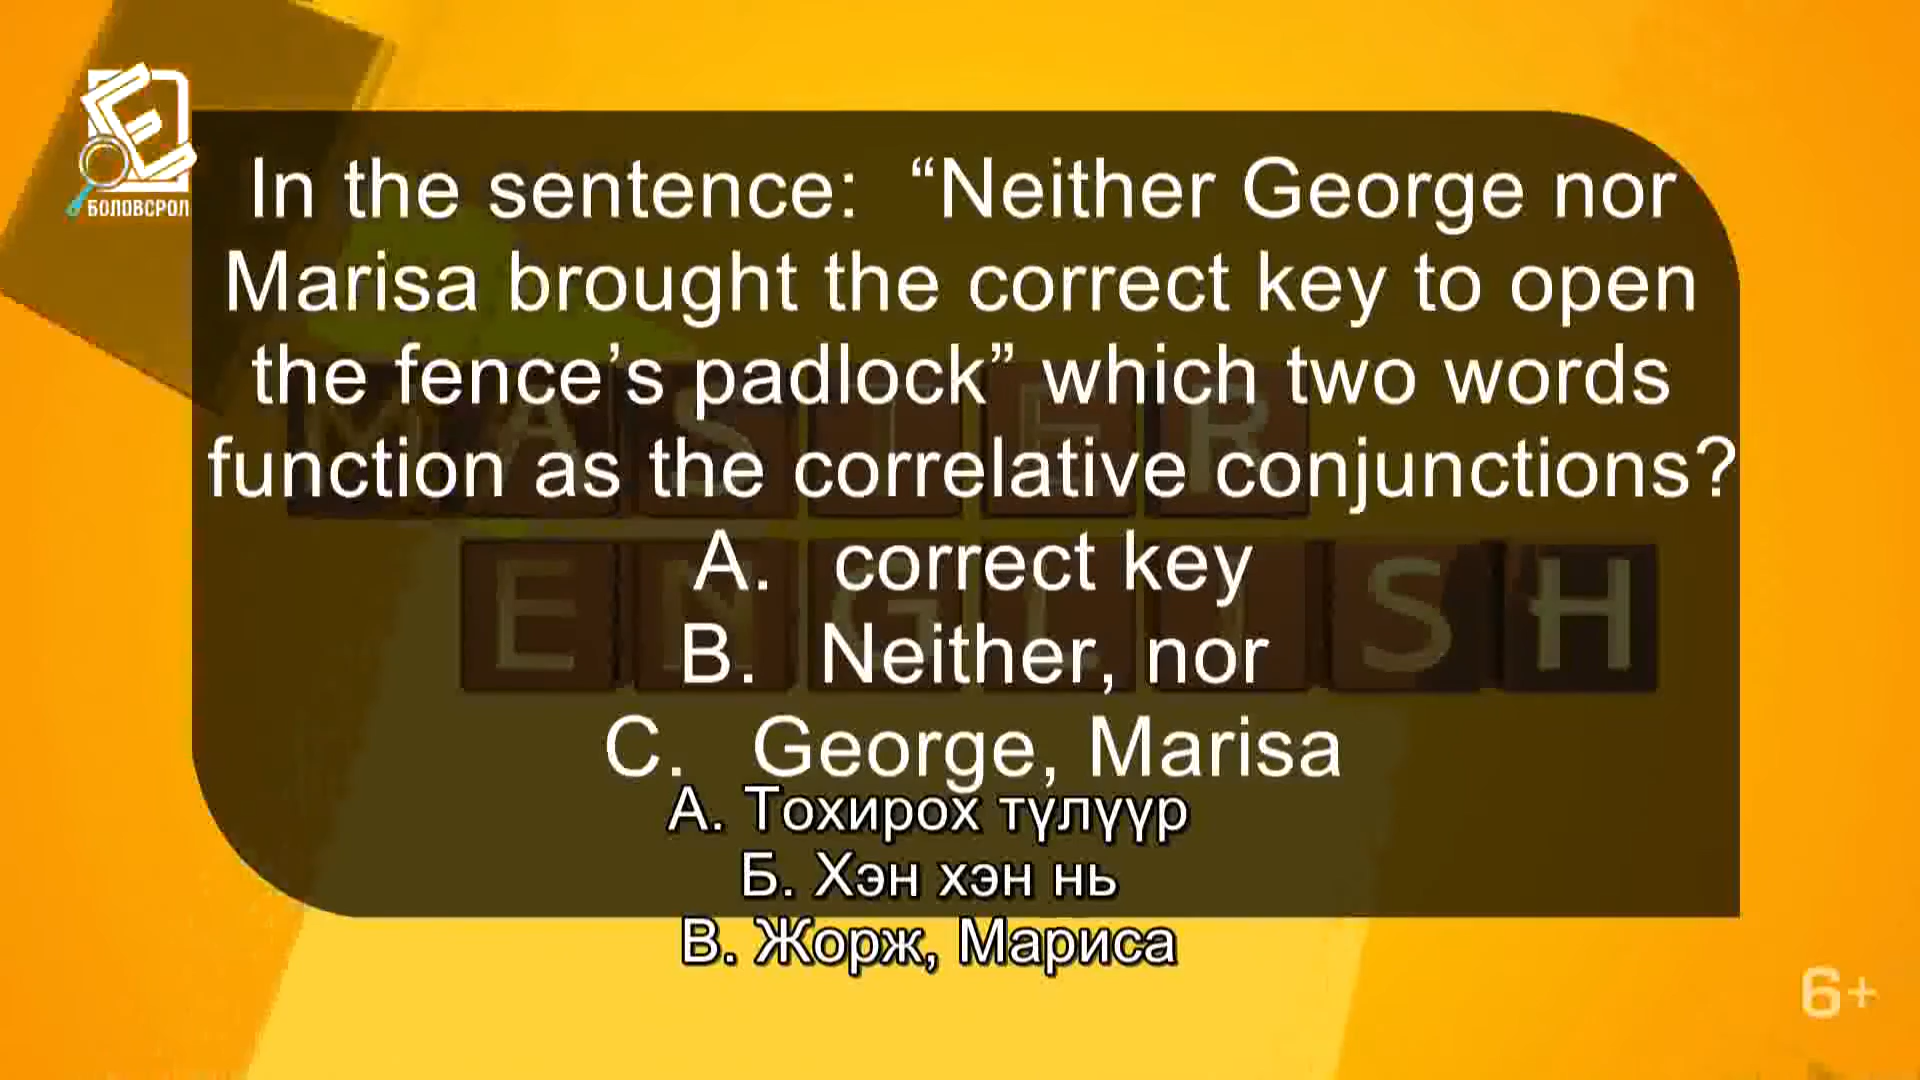 БОЛОВСРОЛ
In the sentence: “Neither George nor
Marisa brought the correct key to open
the fence’s padlock” which two words
function as the correlative conjunctions?
A. correct key
B. Neither, nor
C. George, Marisa
MASTER
ENGLISH
А. Тохирох түлүүр
Б. Хэн хэн нь
В. Жорж, Мариса
6+